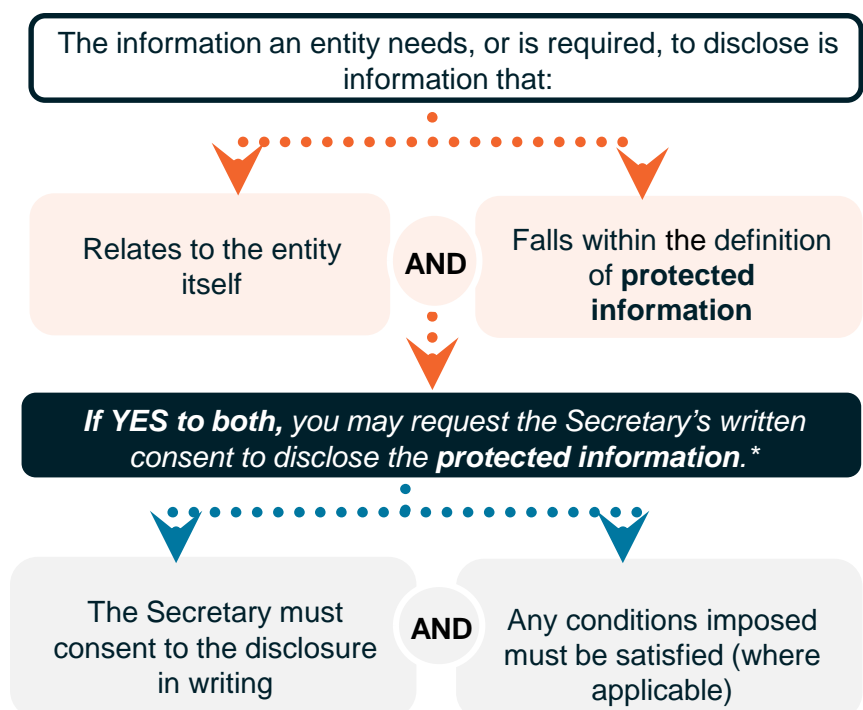 The information an entity needs, or is required, to disclose is
information that:
Relates to the entity
itself
AND
Falls within the definition
of protected
information
If YES to both, you may request the Secretary’s written
consent to disclose the protected information.*
The Secretary must
consent to the disclosure
in writing
AND
Any conditions imposed
must be satisfied (where
applicable)